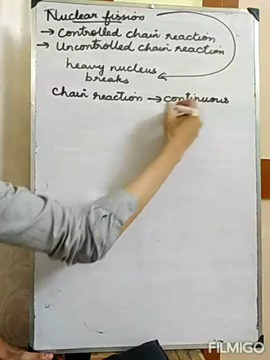 Nuclear fission
→ Controlled chain reaction
→ Uncontrolled chain reaction
heavy nucleus
breaks
Chain reaction → continuous
FILMIGO